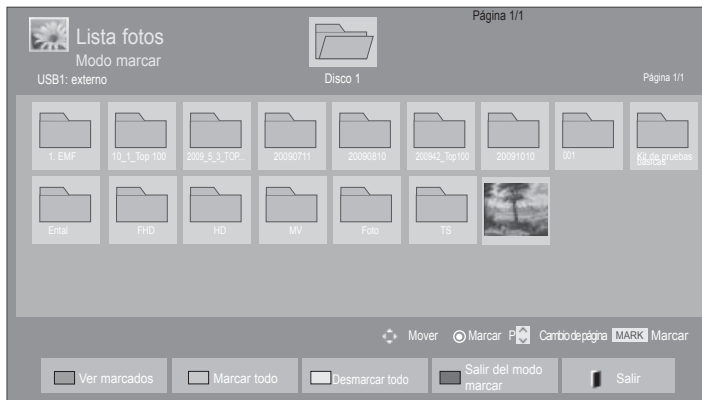 Página 1/1
Lista fotos
Modo marcar
USB1: externo
Disco 1
Página 1/1
1. EMF
10_1_Top 100
2009_5_3_TOP...
20090711
20090810
200942_Top100
20091010
001
Kit de pruebas
básicas
Ental
FHD
HD
MV
Foto
TS
Mover
Marcar
P
Cambio de página
MARK
Marcar
Ver marcados
Marcar todo
Desmarcar todo
Salir del modo
marcar
Salir